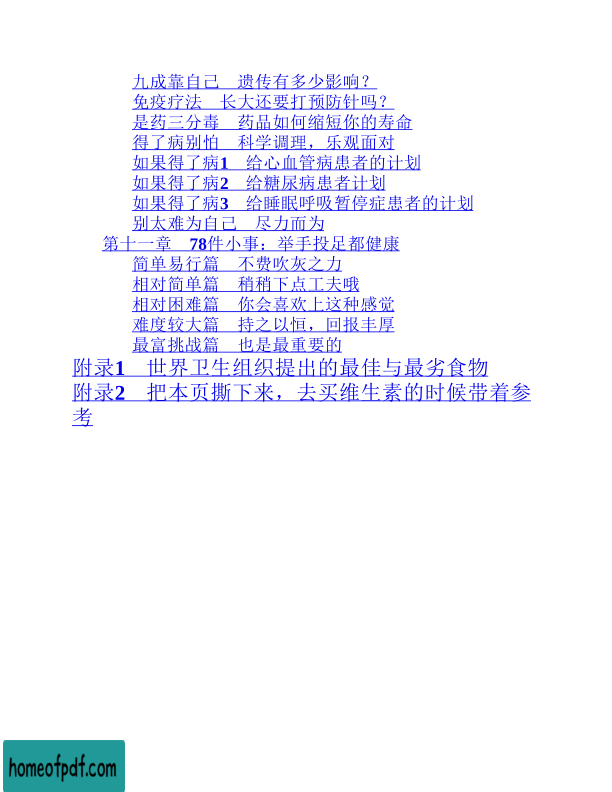 九成靠自己　遗传有多少影响？
免疫疗法　长大还要打预防针吗？
是药三分毒　药品如何缩短你的寿命
得了病别怕　科学调理，乐观面对
如果得了病1　给心血管病患者的计划
如果得了病2　给糖尿病患者计划
如果得了病3　给睡眠呼吸暂停症患者的计划
别太难为自己　尽力而为
第十一章　78件小事：举手投足都健康
简单易行篇　不费吹灰之力
相对简单篇　稍稍下点工夫哦
相对困难篇　你会喜欢上这种感觉
难度较大篇　持之以恒，回报丰厚
最富挑战篇　也是最重要的
附录1　世界卫生组织提出的最佳与最劣食物
附录2　把本页撕下来，去买维生素的时候带着参
考
homeofpdf.com